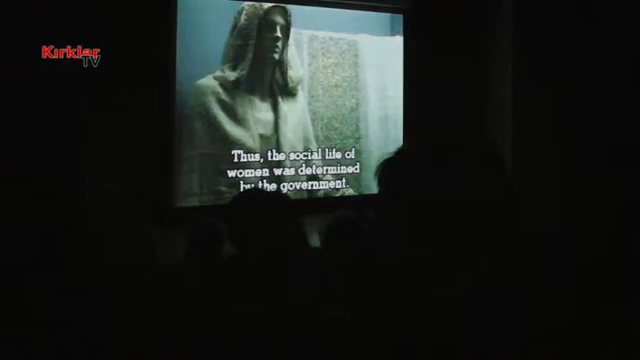 Kırklar
TV
Thus, the social life of
women was determined
by the government.